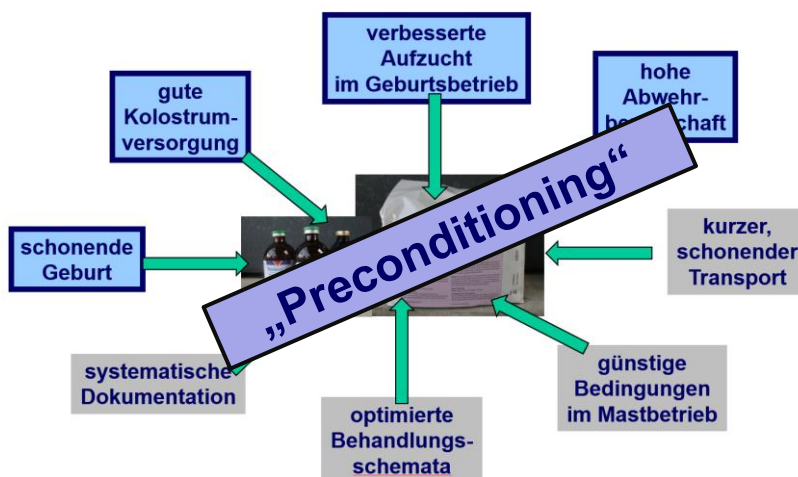 verbesserte
Aufzucht
im Geburtsbetrieb
gute
Kolostrum-
versorgung
hohe
Abwehr-
schonende
Geburt
„Preconditioning“
kurzer,
schonender
Transport
systematische
Dokumentation
optimierte
Behandlungs-
schemata
günstige
Bedingungen
im Mastbetrieb